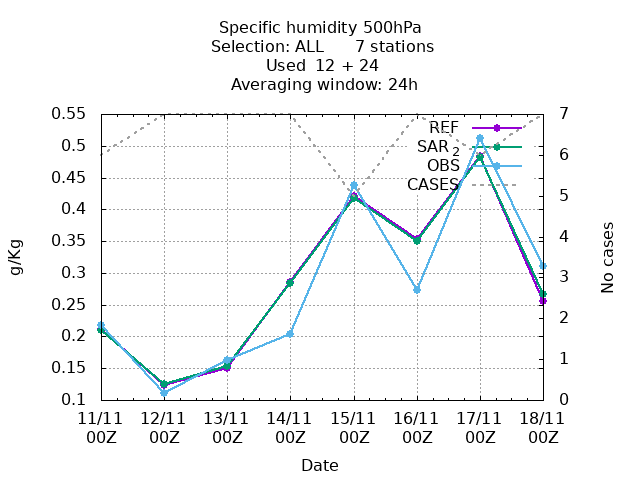 Specific humidity 500hPa
Selection: ALL 7 stations
Used 12 + 24
Averaging window: 24h
0.55
0.5
0.45
0.4
0.35
0.3
0.25
0.2
0.15
0.1
g/Kg
7
6
5
4
3
2
1
0
No cases
REF
SAR 2
OBS
CASES
11/11 12/11 13/11 14/11 15/11 16/11 17/11 18/11
00Z 00Z 00Z 00Z 00Z 00Z 00Z 00Z
Date